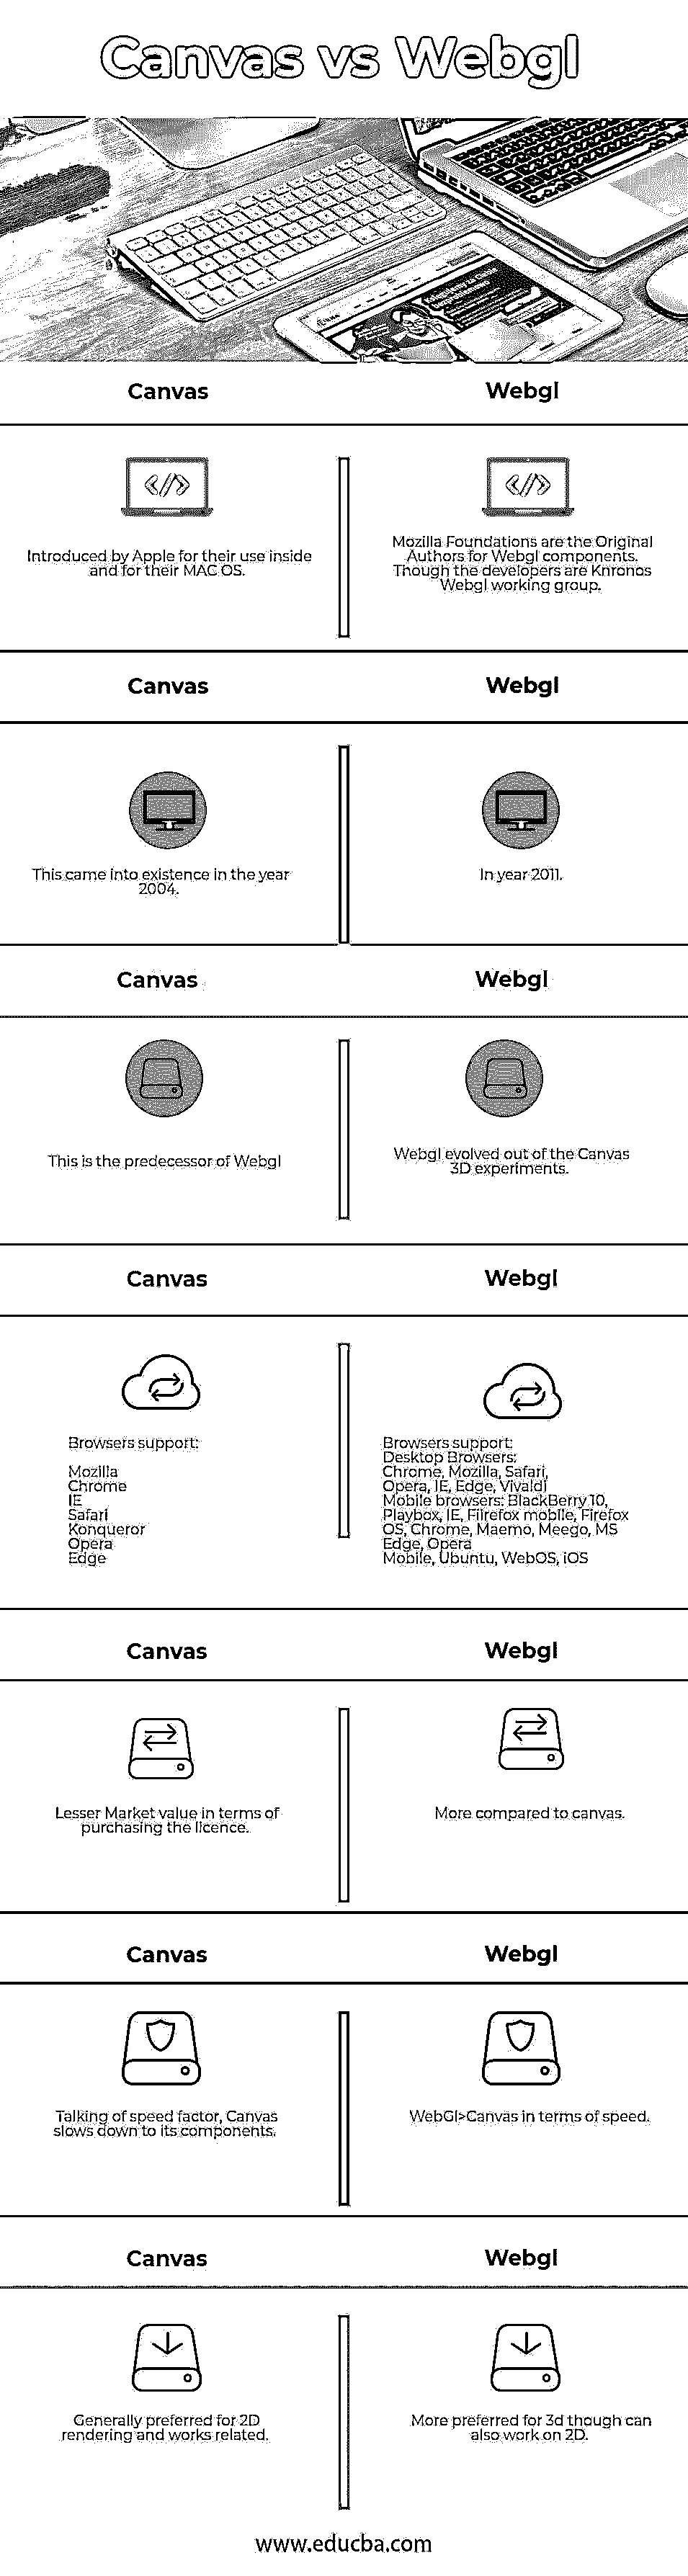 Canvas vs Webgl
Canvas
Webgl
Introduced by Apple for their use inside
and for their MAC OS.
Mozilla Foundations are the Original
Authors for Webgl components.
Though the developers are Khronos
Webgl working group.
Canvas
Webgl
This came into existence in the year
2004.
In year 2011.
Canvas
Webgl
This is the predecessor of Webgl
Webgl evolved out of the Canvas
3D experiments.
Canvas
Webgl
Browsers support:
Mozilla
Chrome
IE
Safari
Konqueror
Opera
Edge
Browsers support:
Desktop Browsers:
Chrome, Mozilla, Safari,
Opera, IE, Edge, Vivaldi
Mobile browsers: BlackBerry 10,
Playbox, IE, Fiirefox mobile, Firefox
OS, Chrome, Maemo, Meego, MS
Edge, Opera
Mobile, Ubuntu, WebOS, iOS
Canvas
Webgl
Lesser Market value in terms of
purchasing the licence.
More compared to canvas.
Canvas
Webgl
Talking of speed factor, Canvas
slows down to its components.
WebGl>Canvas in terms of speed.
Canvas
Webgl
Generally preferred for 2D
rendering and works related.
More preferred for 3d though can
also work on 2D.
www.educba.com